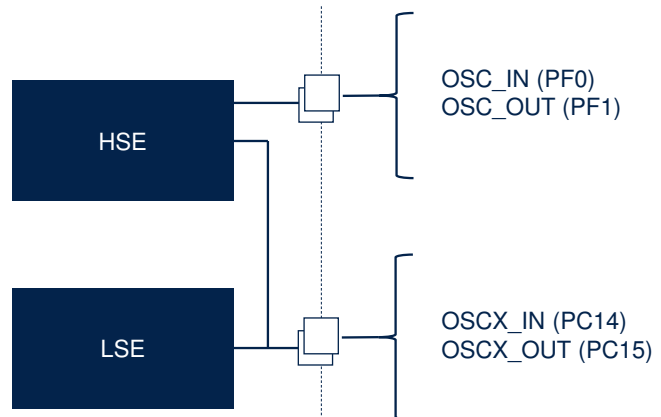 HSE
OSC_IN (PF0)
OSC_OUT (PF1)
LSE
OSCX_IN (PC14)
OSCX_OUT (PC15)